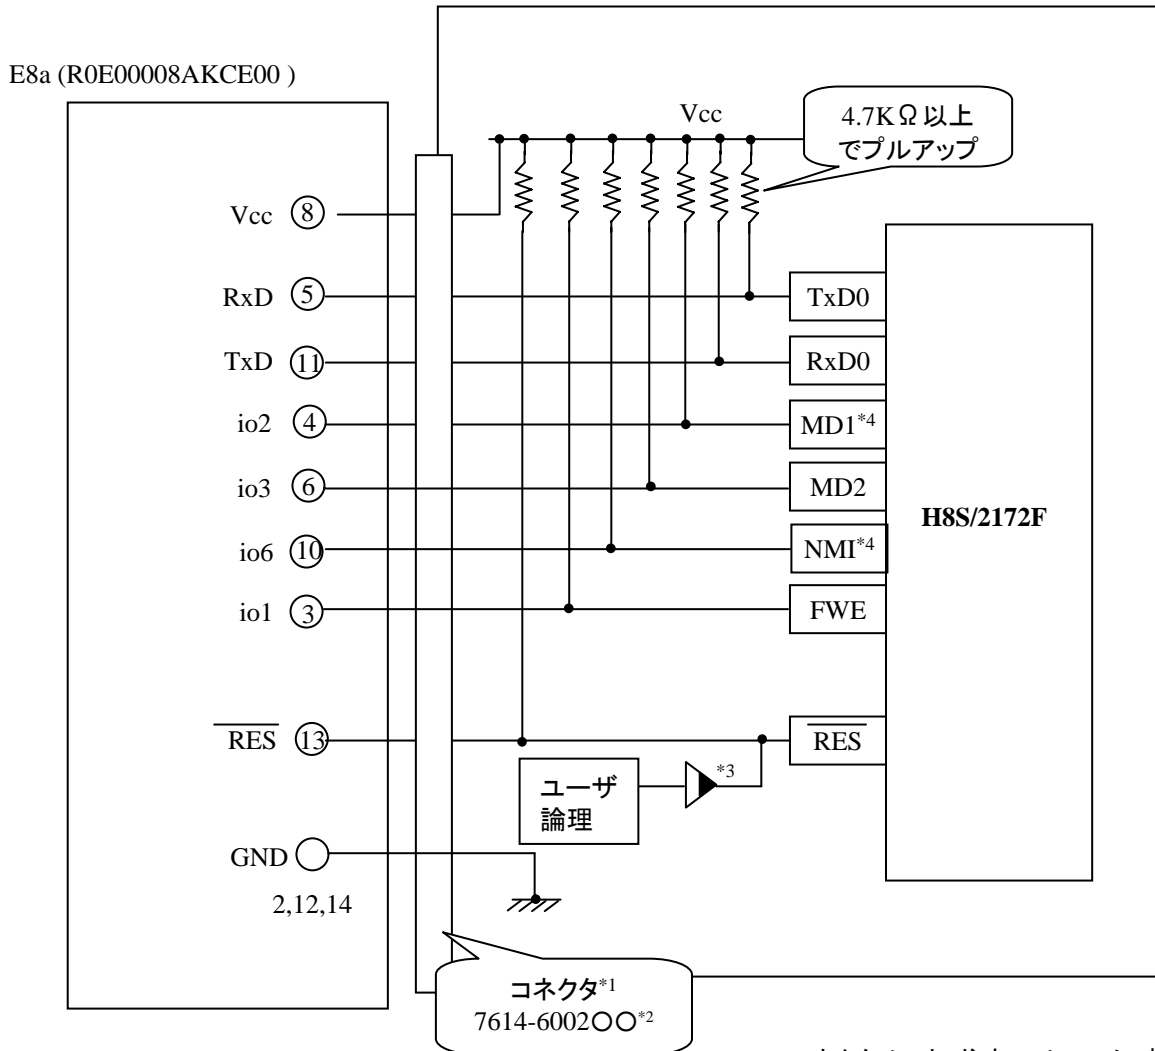 E8a (R0E00008AKCE00 )
Vcc
4.7KΩ以上
でプルアップ
Vcc 8
RxD 5
TxD0
TxD 11
RxD0
io2 4
MD1*4
io3 6
MD2
H8S/2172F
io6 10
NMI*4
io1 3
FWE
RES 13
RES
*3
ユーザ
論理
GND
2,12,14
コネクタ*1
7614-6002○○*2